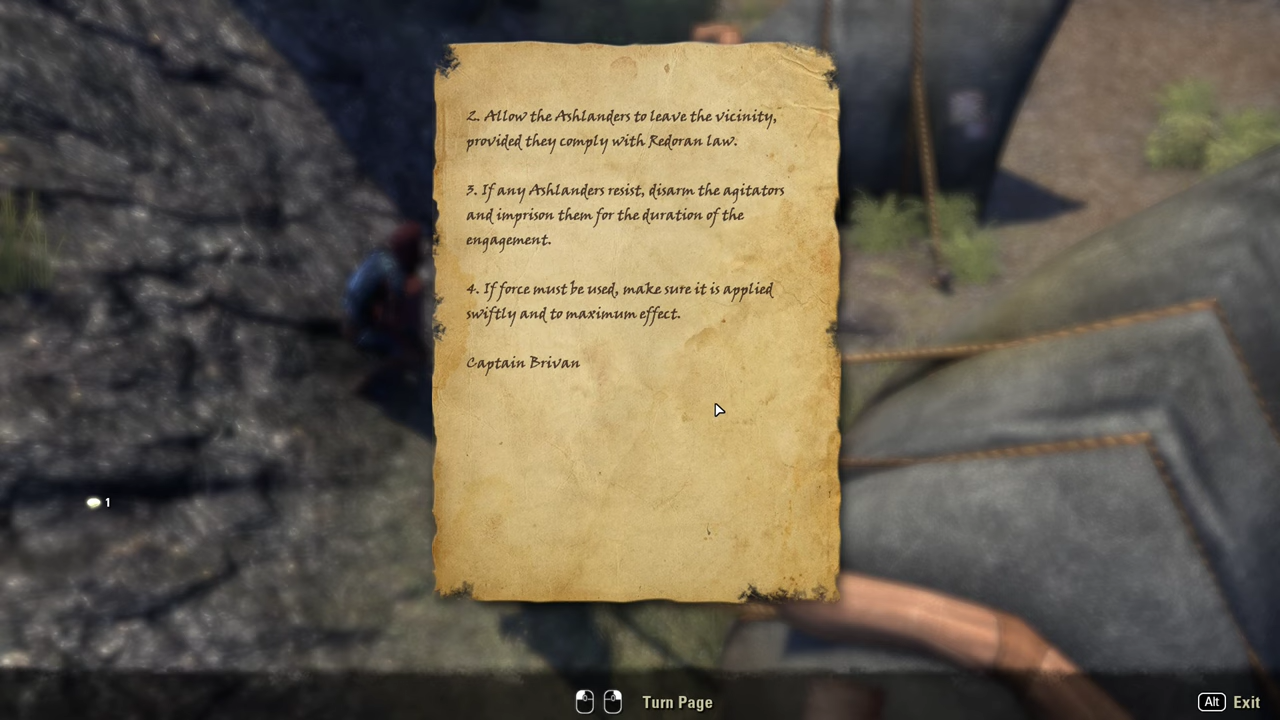 2. Allow the Ashlanders to leave the vicinity,
provided they comply with Redoran law.
3. If any Ashlanders resist, disarm the agitators
and imprison them for the duration of the
engagement.
4. If force must be used, make sure it is applied
swiftly and to maximum effect.
Captain Brivan
1
Turn Page
Alt Exit